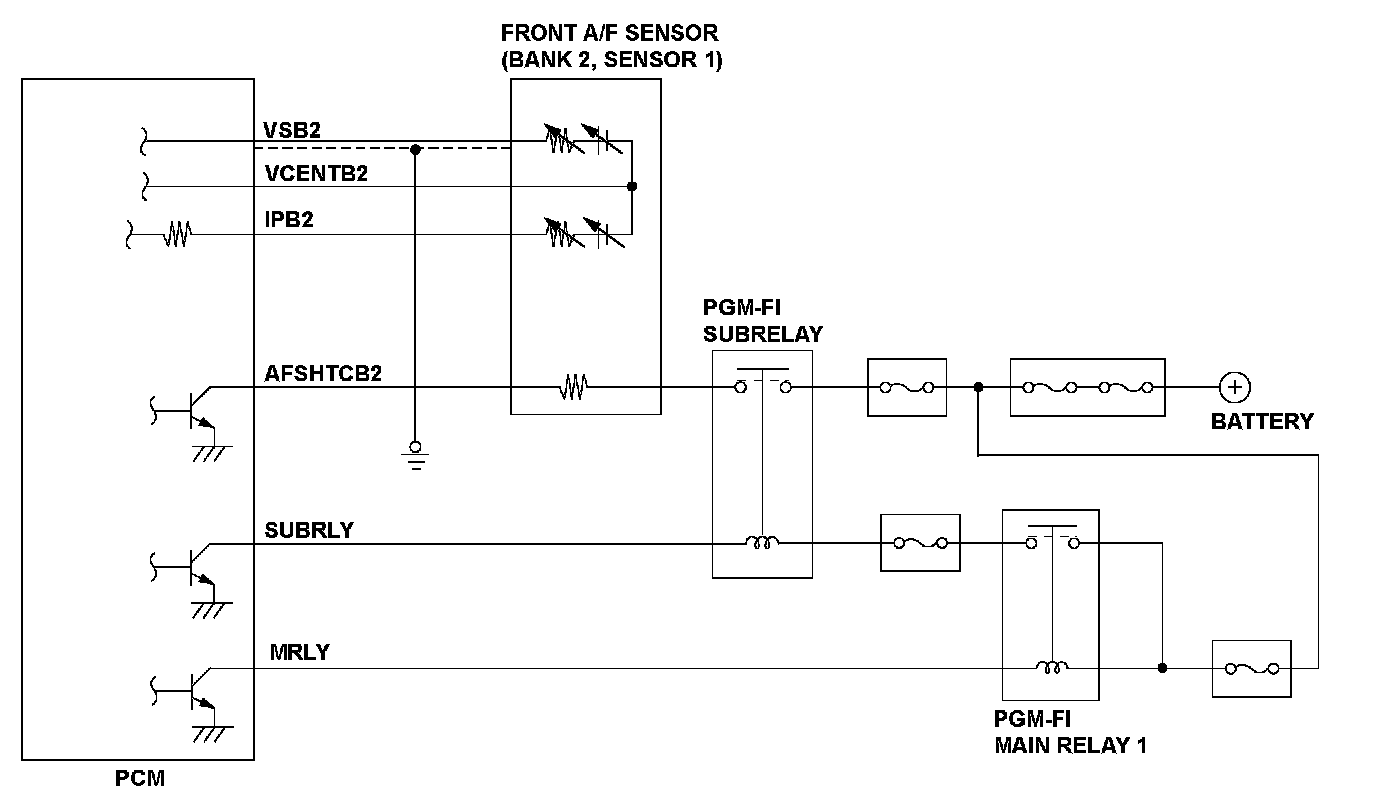 FRONT A/F SENSOR
(BANK 2, SENSOR 1)
VSB2
VCENTB2
IPB2
PGM-FI
SUBRELAY
AFSHTCB2
BATTERY
SUBRLY
MRLY
PGM-FI
MAIN RELAY 1
PCM